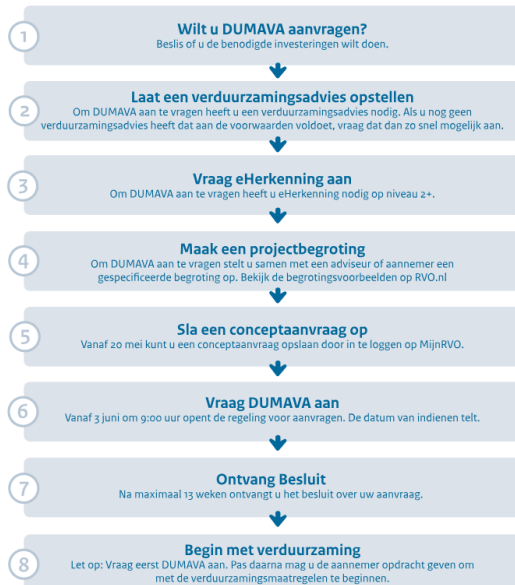 1
Wilt u DUMAVA aanvragen?
Beslis of u de benodigde investeringen wilt doen.
2
Laat een verduurzamingsadvies opstellen
Om DUMAVA aan te vragen heeft u een verduurzamingsadvies nodig. Als u nog geen
verduurzamingsadvies heeft dat aan de voorwaarden voldoet, vraag dat dan zo snel mogelijk aan.
3
Vraag eHerkenning aan
Om DUMAVA aan te vragen heeft u eHerkenning nodig op niveau 2+.
4
Maak een projectbegroting
Om DUMAVA aan te vragen stelt u samen met een adviseur of aannemer een
gespecificeerde begroting op. Bekijk de begrotingsvoorbeelden op RVO.nl
5
Sla een conceptaanvraag op
Vanaf 20 mei kunt u een conceptaanvraag opslaan door in te loggen op MijnRVO.
6
Vraag DUMAVA aan
Vanaf 3 juni om 9:00 uur opent de regeling voor aanvragen. De datum van indienen telt.
7
Ontvang Besluit
Na maximaal 13 weken ontvangt u het besluit over uw aanvraag.
8
Begin met verduurzaming
Let op: Vraag eerst DUMAVA aan. Pas daarna mag u de aannemer opdracht geven om
met de verduurzamingsmaatregelen te beginnen.